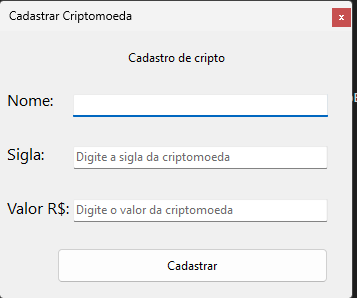 Cadastrar Criptomoeda
x
Cadastro de cripto
Nome:
Sigla: Digite a sigla da criptomoeda
Valor R$: Digite o valor da criptomoeda
Cadastrar